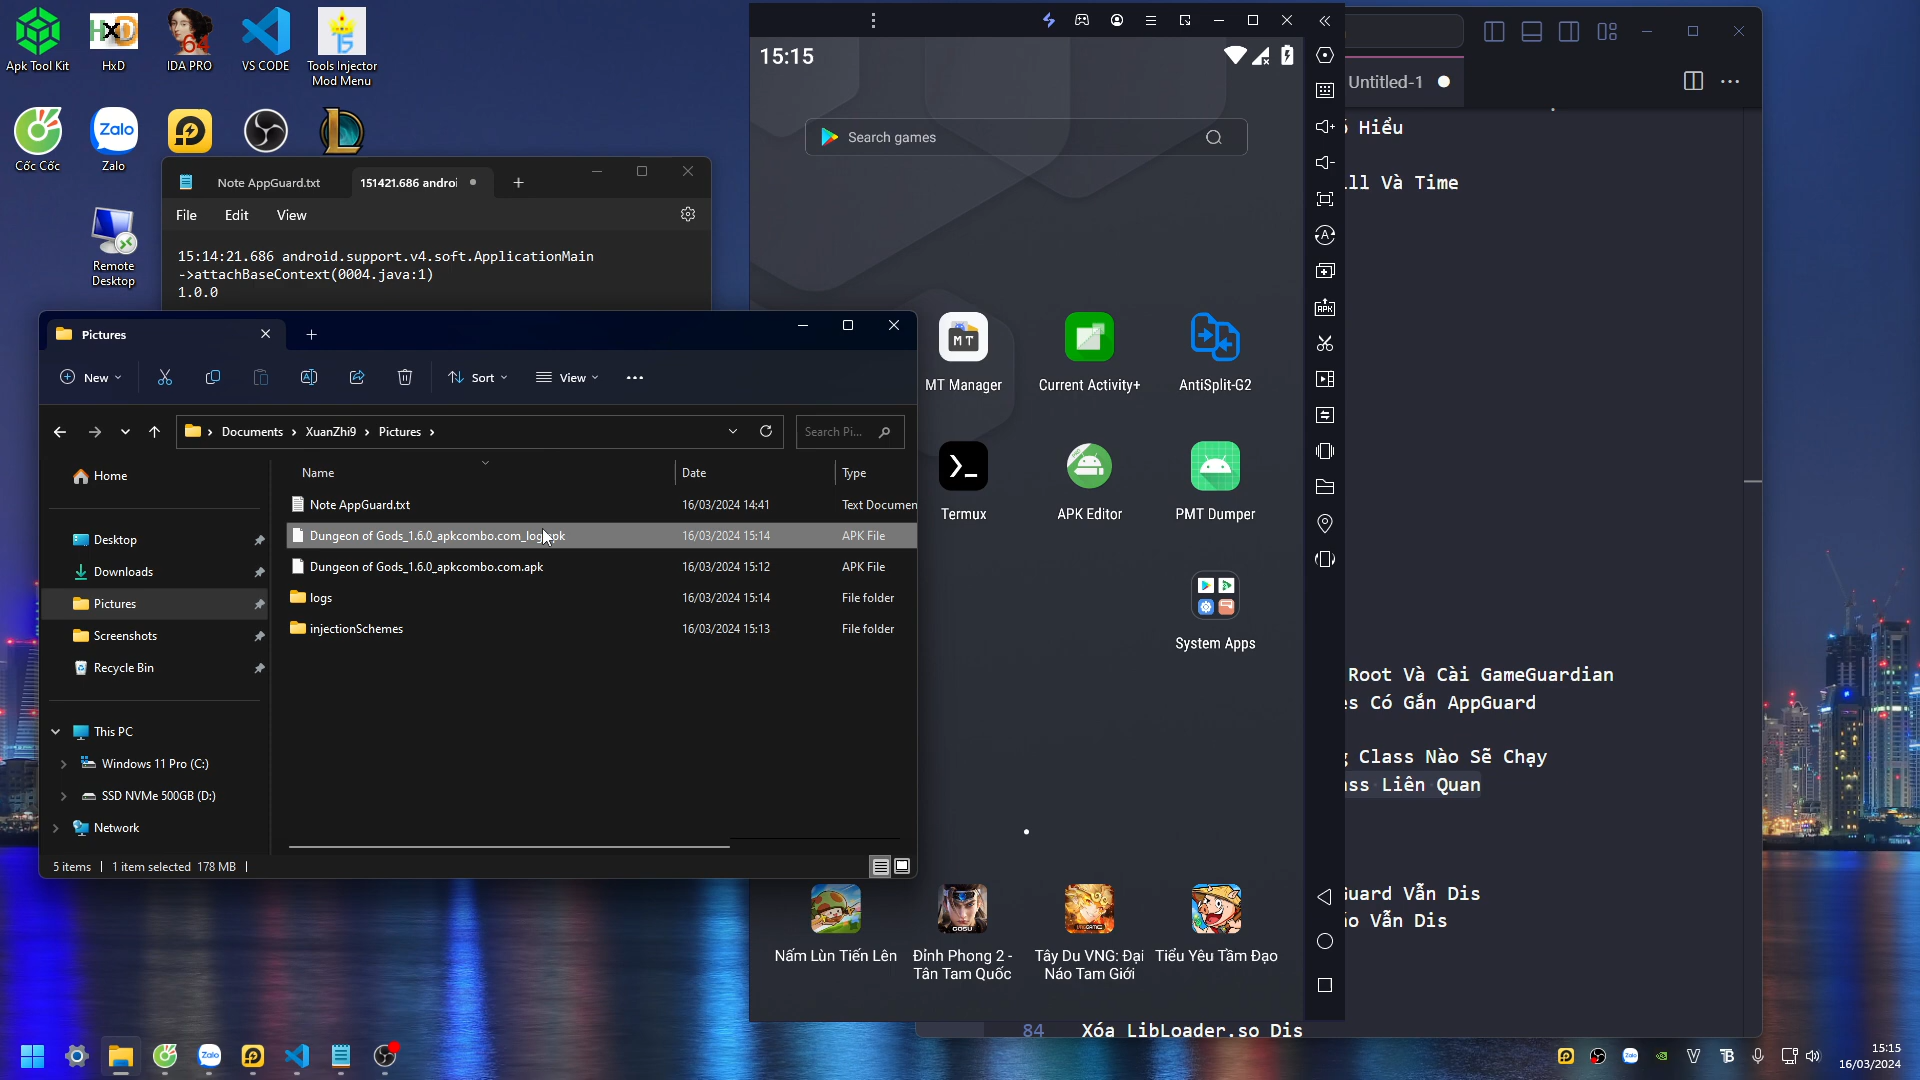 Apk Tool Kit
HxD
IDA PRO
VS CODE
Tools Injector
Mod Menu
Cốc Cốc
Zalo
Remote
Desktop
Note AppGuard.txt
151421.686 androi
File
Edit
View
15:14:21.686 android.support.v4.soft.ApplicationMain
->attachBaseContext(0004.java:1)
1.0.0
Pictures
New
Sort
View
Documents
XuanZhi9
Pictures
Search Pi...
Home
Desktop
Downloads
Pictures
Screenshots
Recycle Bin
This PC
Windows 11 Pro (C:)
SSD NVMe 500GB (D:)
Network
Name
Date
Type
Note AppGuard.txt
16/03/2024 14:41
Text Documen
Dungeon of Gods_1.6.0_apkcombo.com_log
16/03/2024 15:14
APK File
Dungeon of Gods_1.6.0_apkcombo.com.apk
16/03/2024 15:12
APK File
logs
16/03/2024 15:14
File folder
injectionSchemes
16/03/2024 15:13
File folder
5 items
1 item selected 178 MB
15:15
Search games
MT
MT Manager
Current Activity+
AntiSplit-G2
Termux
APK Editor
PMT Dumper
System Apps
Nấm Lùn Tiến Lên
Đỉnh Phong 2 -
Tân Tam Quốc
Tây Du VNG: Đại
Náo Tam Giới
Tiểu Yêu Tầm Đạo
APK
Untitled-1
Hiểu
Và Time
Root Và Cài GameGuardian
Có Gắn AppGuard
Class Nào Sẽ Chạy
Liên Quan
Vẫn Dis
Vẫn Dis
84 Xóa LibLoader.so Dis
15:15
16/03/2024